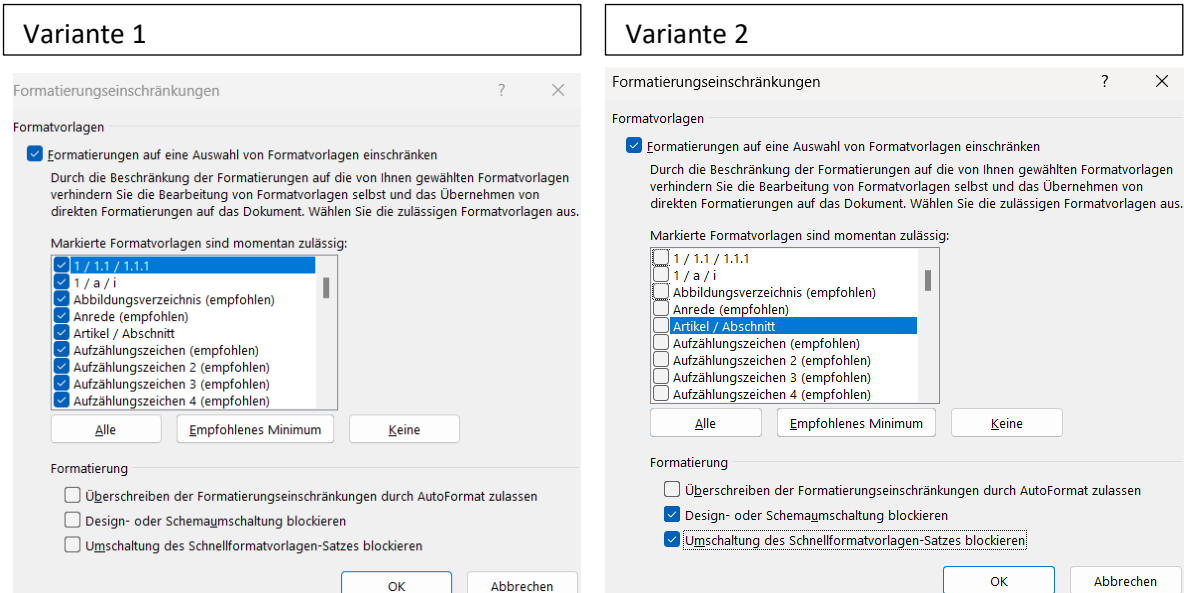 Variante 1
Formatierungseinschränkungen
?
Formatvorlagen
Formatierungen auf eine Auswahl von Formatvorlagen einschränken
Durch die Beschränkung der Formatierungen auf die von Ihnen gewählten Formatvorlagen
verhindern Sie die Bearbeitung von Formatvorlagen selbst und das Übernehmen von
direkten Formatierungen auf das Dokument. Wählen Sie die zulässigen Formatvorlagen aus.
Markierte Formatvorlagen sind momentan zulässig:
1 / 1.1 / 1.1.1
1 / a / i
Abbildungsverzeichnis (empfohlen)
Anrede (empfohlen)
Artikel / Abschnitt
Aufzählungszeichen (empfohlen)
Aufzählungszeichen 2 (empfohlen)
Aufzählungszeichen 3 (empfohlen)
Aufzählungszeichen 4 (empfohlen)
Alle
Empfohlenes Minimum
Keine
Formatierung
Überschreiben der Formatierungseinschränkungen durch AutoFormat zulassen
Design- oder Schemaumschaltung blockieren
Umschaltung des Schnellformatvorlagen-Satzes blockieren
OK
Abbrechen
Variante 2
Formatierungseinschränkungen
?
Formatvorlagen
Formatierungen auf eine Auswahl von Formatvorlagen einschränken
Durch die Beschränkung der Formatierungen auf die von Ihnen gewählten Formatvorlagen
verhindern Sie die Bearbeitung von Formatvorlagen selbst und das Übernehmen von
direkten Formatierungen auf das Dokument. Wählen Sie die zulässigen Formatvorlagen aus.
Markierte Formatvorlagen sind momentan zulässig:
1 / 1.1 / 1.1.1
1 / a / i
Abbildungsverzeichnis (empfohlen)
Anrede (empfohlen)
Artikel / Abschnitt
Aufzählungszeichen (empfohlen)
Aufzählungszeichen 2 (empfohlen)
Aufzählungszeichen 3 (empfohlen)
Aufzählungszeichen 4 (empfohlen)
Alle
Empfohlenes Minimum
Keine
Formatierung
Überschreiben der Formatierungseinschränkungen durch AutoFormat zulassen
Design- oder Schemaumschaltung blockieren
Umschaltung des Schnellformatvorlagen-Satzes blockieren
OK
Abbrechen